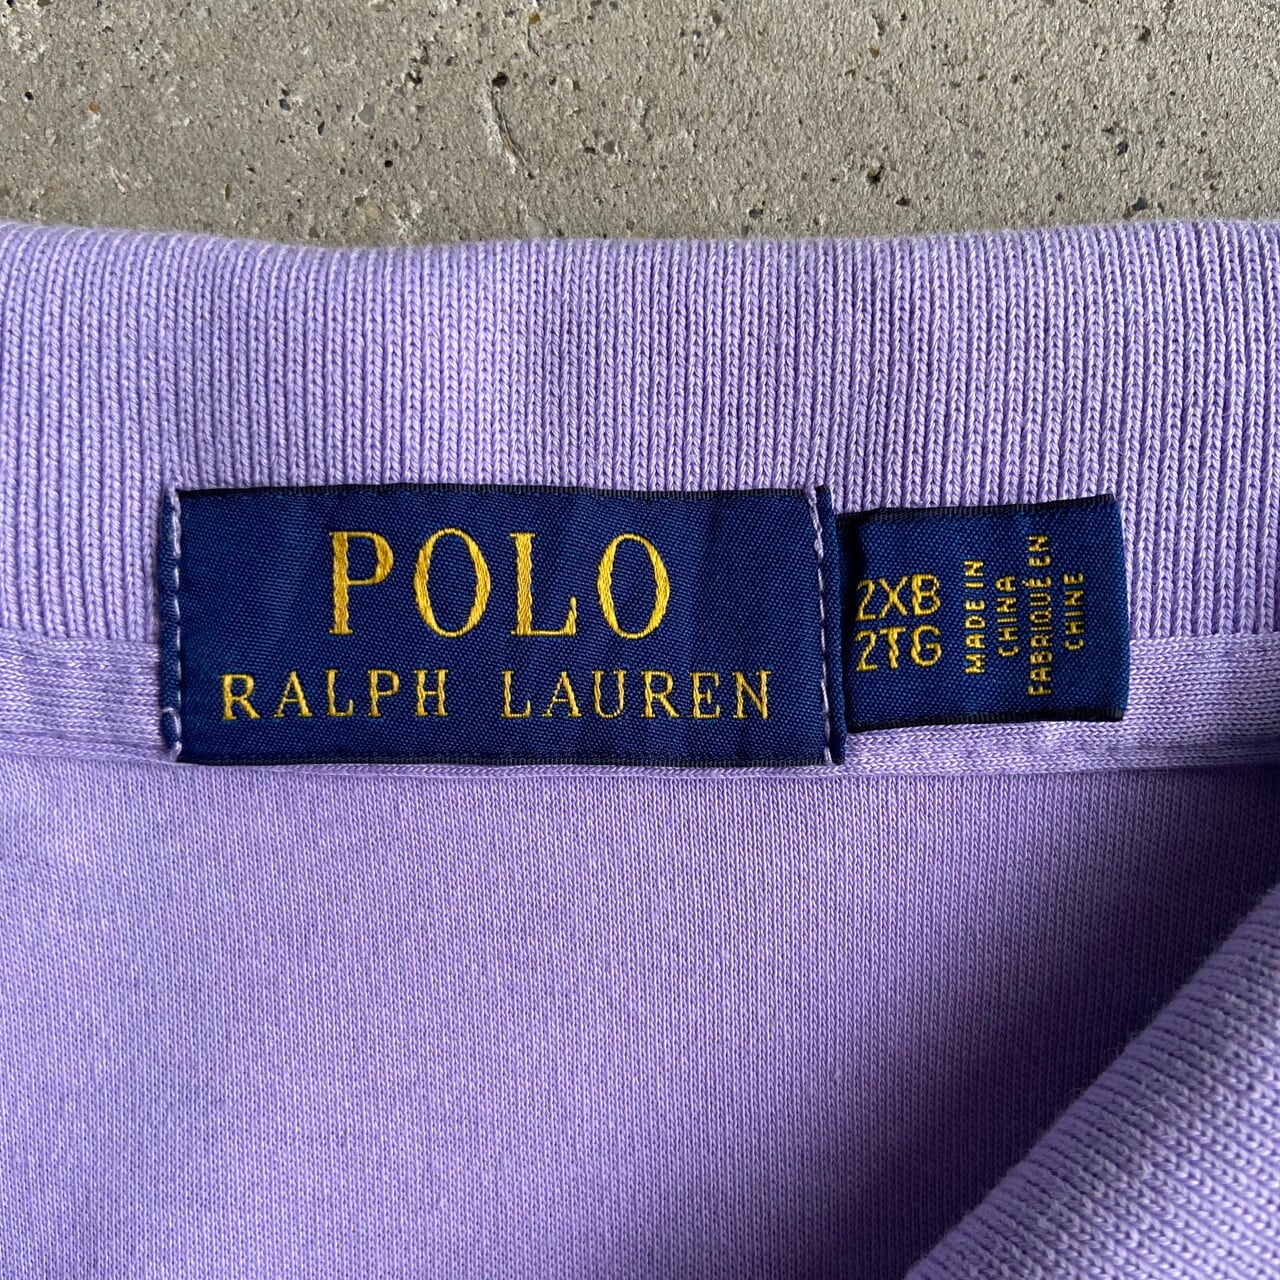 POLO
RALPH LAUREN
2XB
2TG
MADE IN
CHINA
FABRIQUÉ EN
CHINE